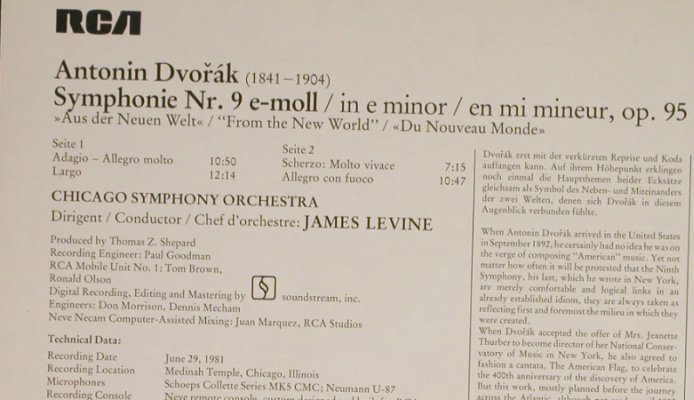 RCA
Antonin Dvořák (1841–1904)
Symphonie Nr. 9 e-moll / in e minor / en mi mineur, op. 95
»Aus der Neuen Welt« / "From the New World" / «Du Nouveau Monde»
Seite 1
Adagio – Allegro molto 10:50
Largo 12:14
Seite 2
Scherzo: Molto vivace 7:15
Allegro con fuoco 10:47
CHICAGO SYMPHONY ORCHESTRA
Dirigent / Conductor / Chef d'orchestre: JAMES LEVINE
Produced by Thomas Z. Shepard
Recording Engineer: Paul Goodman
RCA Mobile Unit No. 1: Tom Brown,
Ronald Olson
Digital Recording, Editing and Mastering by S soundstream, inc.
Engineers: Don Morrison, Dennis Mecham
Neve Necam Computer-Assisted Mixing: Juan Marquez, RCA Studios
Technical Data:
Recording Date June 29, 1981
Recording Location Medinah Temple, Chicago, Illinois
Microphones Schoeps Collette Series MK5 CMC; Neumann U-87
Recording Console Neve remote console, custom designed
Dvořák erst mit der verkürzten Reprise und Koda
auffangen kann. Auf ihrem Höhepunkt erklingen
noch einmal die Hauptthemen beider Ecksätze
gleichsam als Symbol des Neben- und Miteinanders
der zwei Welten, denen sich Dvořák in diesem
Augenblick verbunden fühlte.
When Antonin Dvořák arrived in the United States
in September 1892, he certainly had no idea he was on
the verge of composing "American" music. Yet not
matter how often it will be protested that the Ninth
Symphony, his last, which he wrote in New York,
are merely comfortable and logical links in an
already established idiom, they are always taken as
reflecting first and foremost the milieu in which they
were created.
When Dvořák accepted the offer of Mrs. Jeanette
Thurber to become director of her National Conser-
vatory of Music in New York, he also agreed to
fashion a cantata, The American Flag, to celebrate
the 400th anniversary of the discovery of America.
But this work, mostly planned before the journey
across the Atlantic, although not